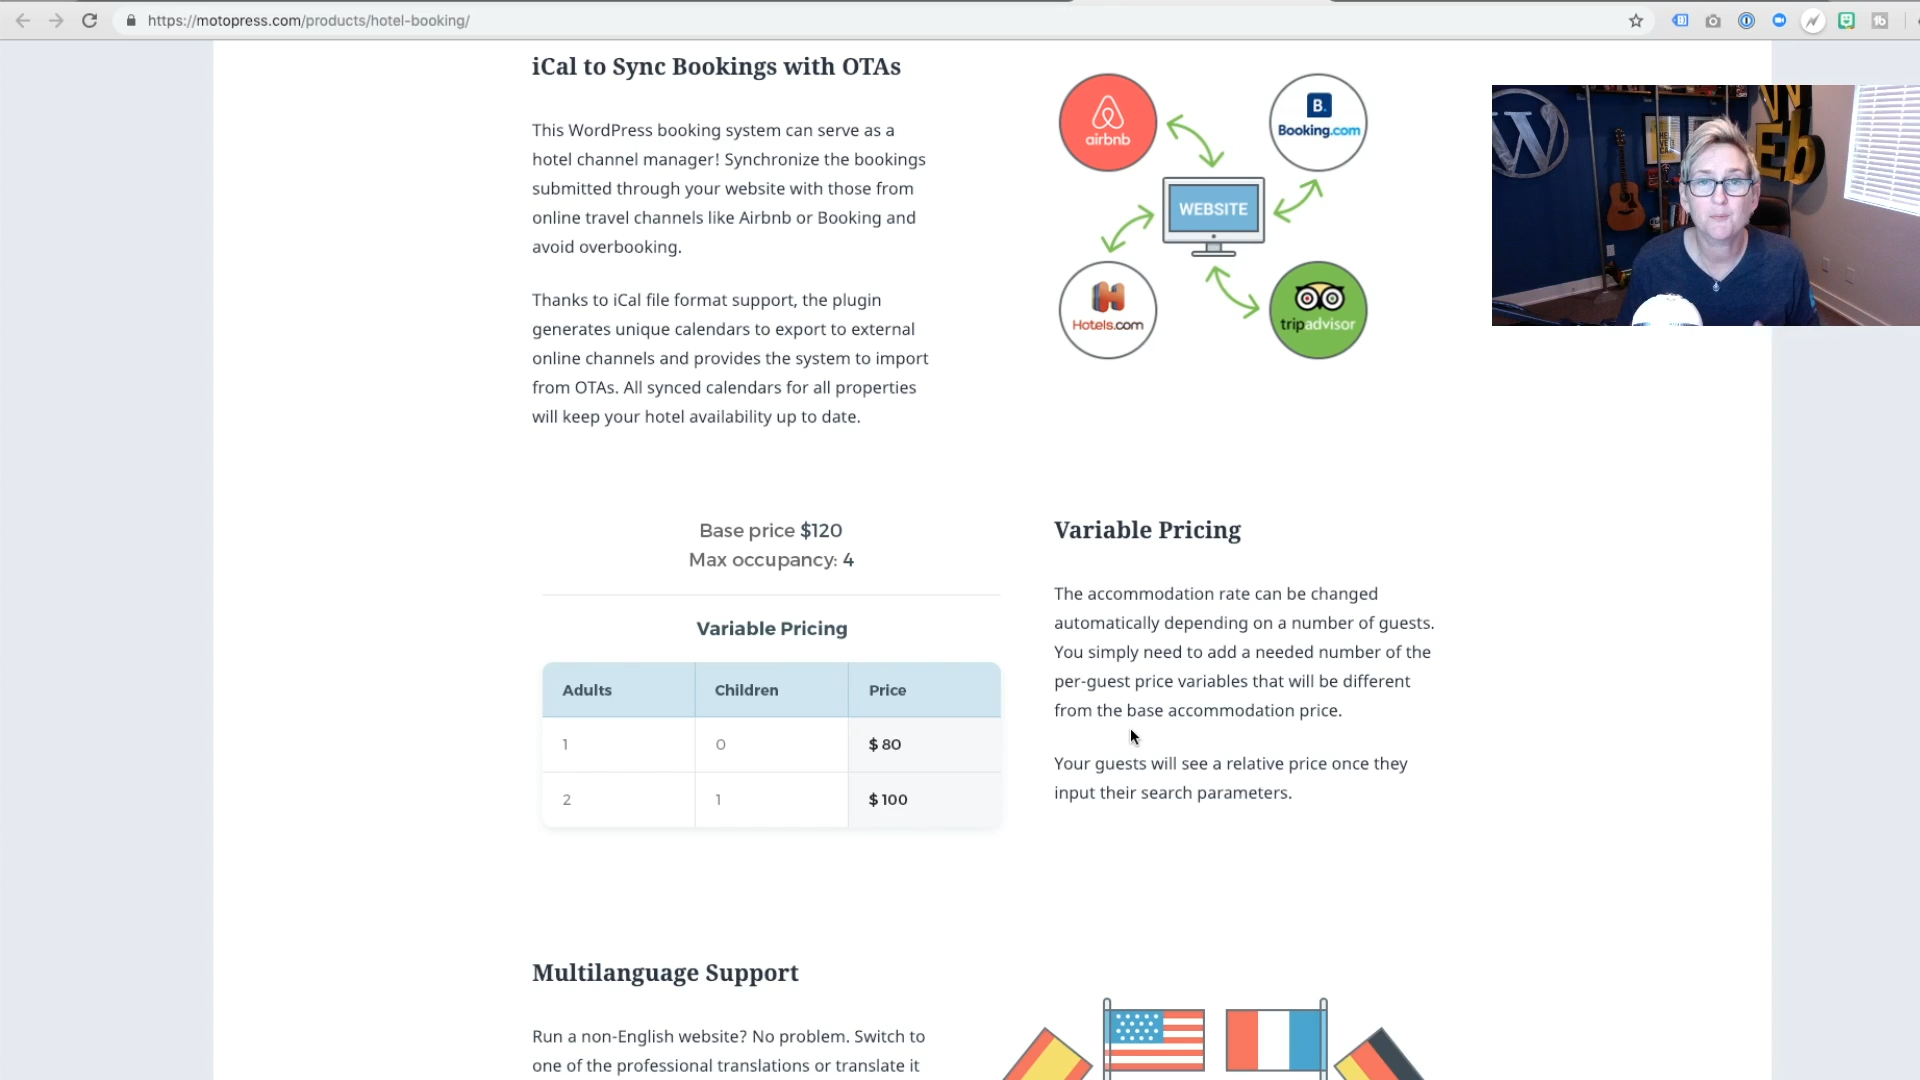 https://motopress.com/products/hotel-booking/
iCal to Sync Bookings with OTAs
This WordPress booking system can serve as a
hotel channel manager! Synchronize the bookings
submitted through your website with those from
online travel channels like Airbnb or Booking and
avoid overbooking.
Thanks to iCal file format support, the plugin
generates unique calendars to export to external
online channels and provides the system to import
from OTAs. All synced calendars for all properties
will keep your hotel availability up to date.
airbnb
B.
Booking.com
WEBSITE
Hotels.com
tripadvisor
Base price $120
Max occupancy: 4
Variable Pricing
Adults Children Price
1 0 $ 80
2 1 $ 100
Variable Pricing
The accommodation rate can be changed
automatically depending on a number of guests.
You simply need to add a needed number of the
per-guest price variables that will be different
from the base accommodation price.
Your guests will see a relative price once they
input their search parameters.
Multilanguage Support
Run a non-English website? No problem. Switch to
one of the professional translations or translate it